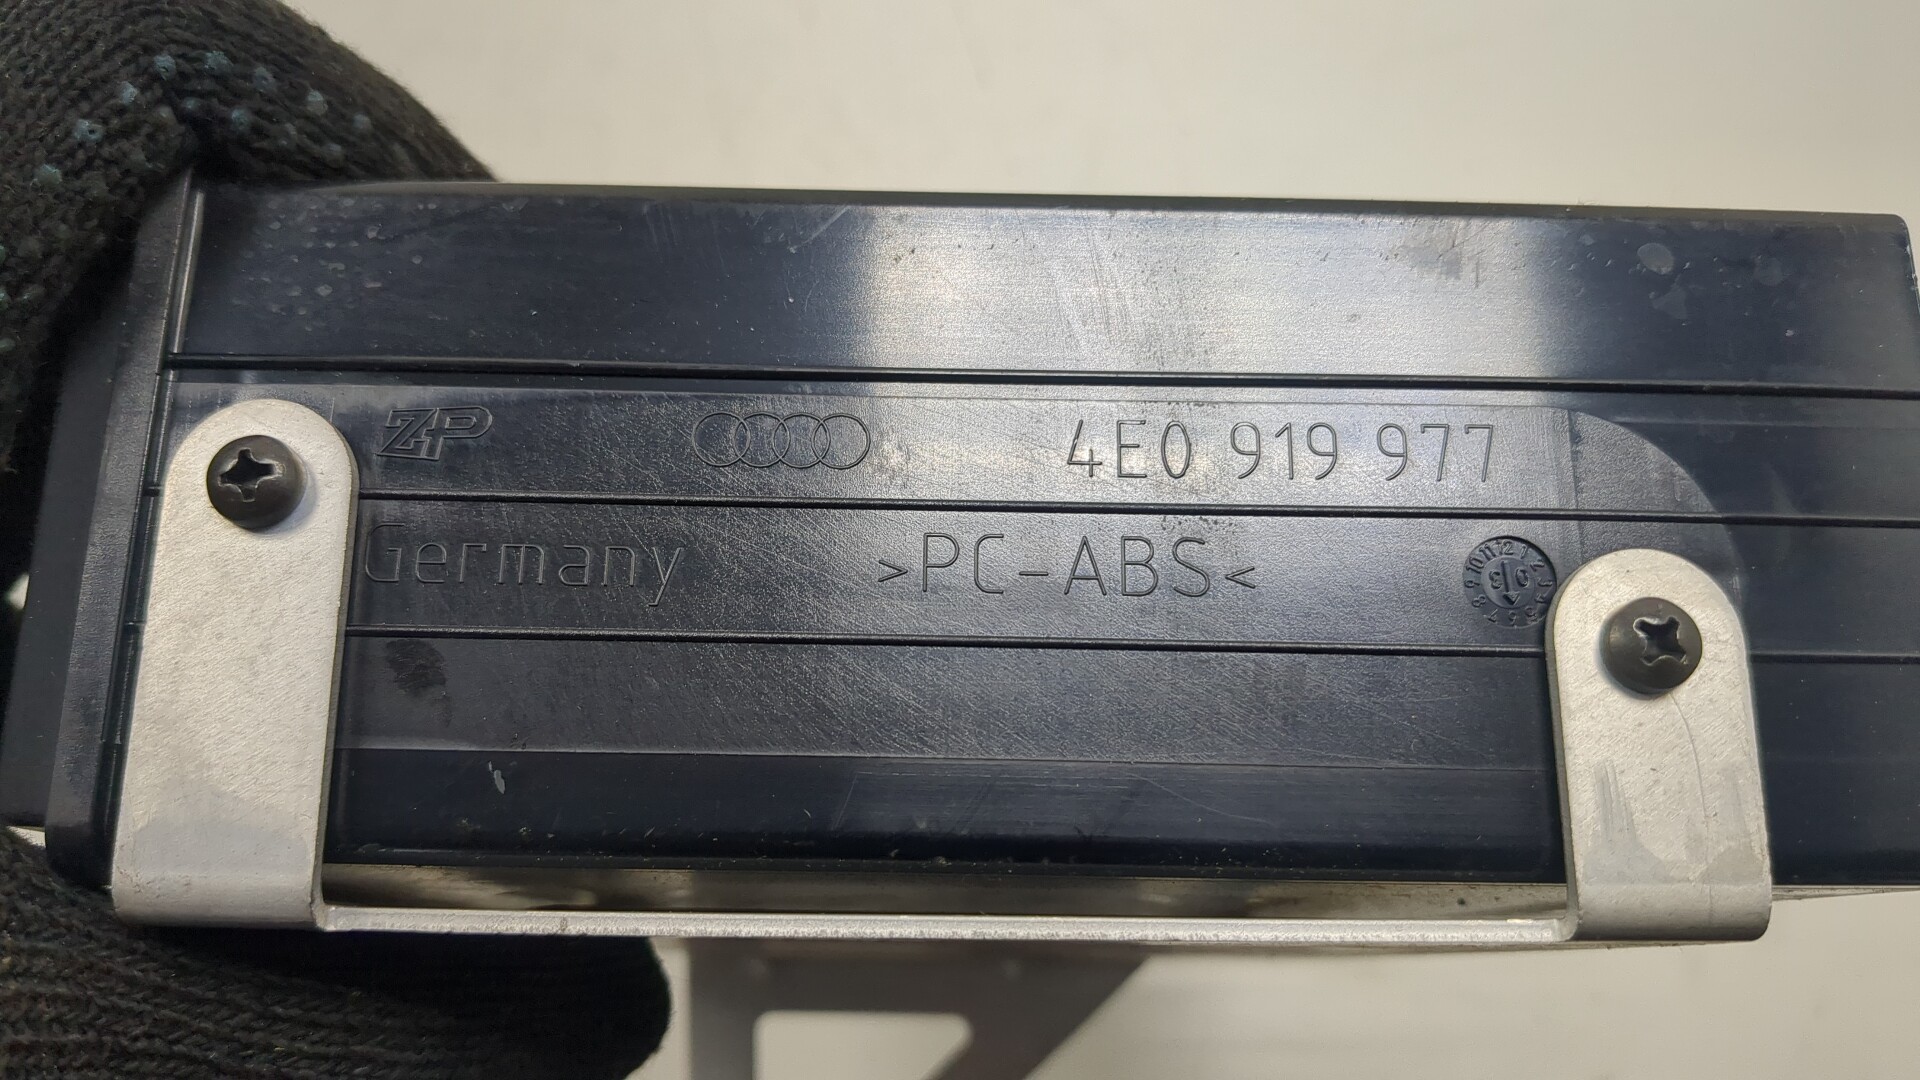 ZP 4E0 919 977
Germany >PC-ABS<